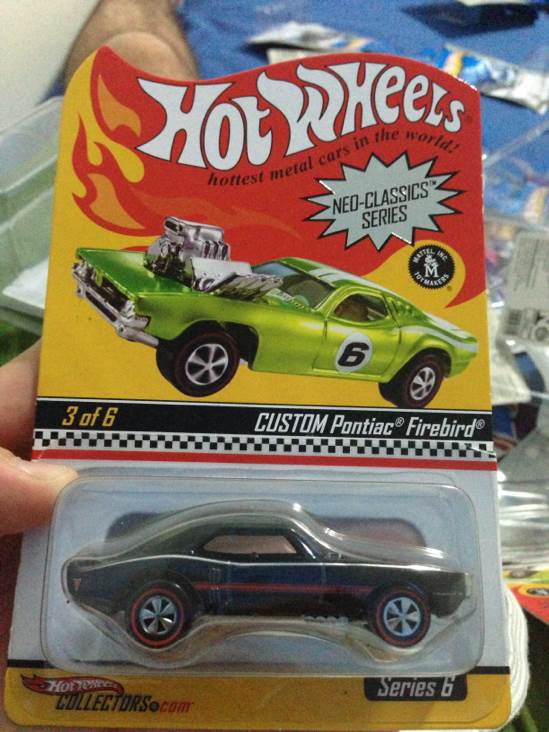 Hot Wheels®
hottest metal cars in the world!
NEO-CLASSICS™
SERIES
MATTEL, INC.
M
TOYMAKERS
®
6
3 of 6
CUSTOM Pontiac® Firebird®
Hot Wheels
COLLECTORS.COM
Series 6